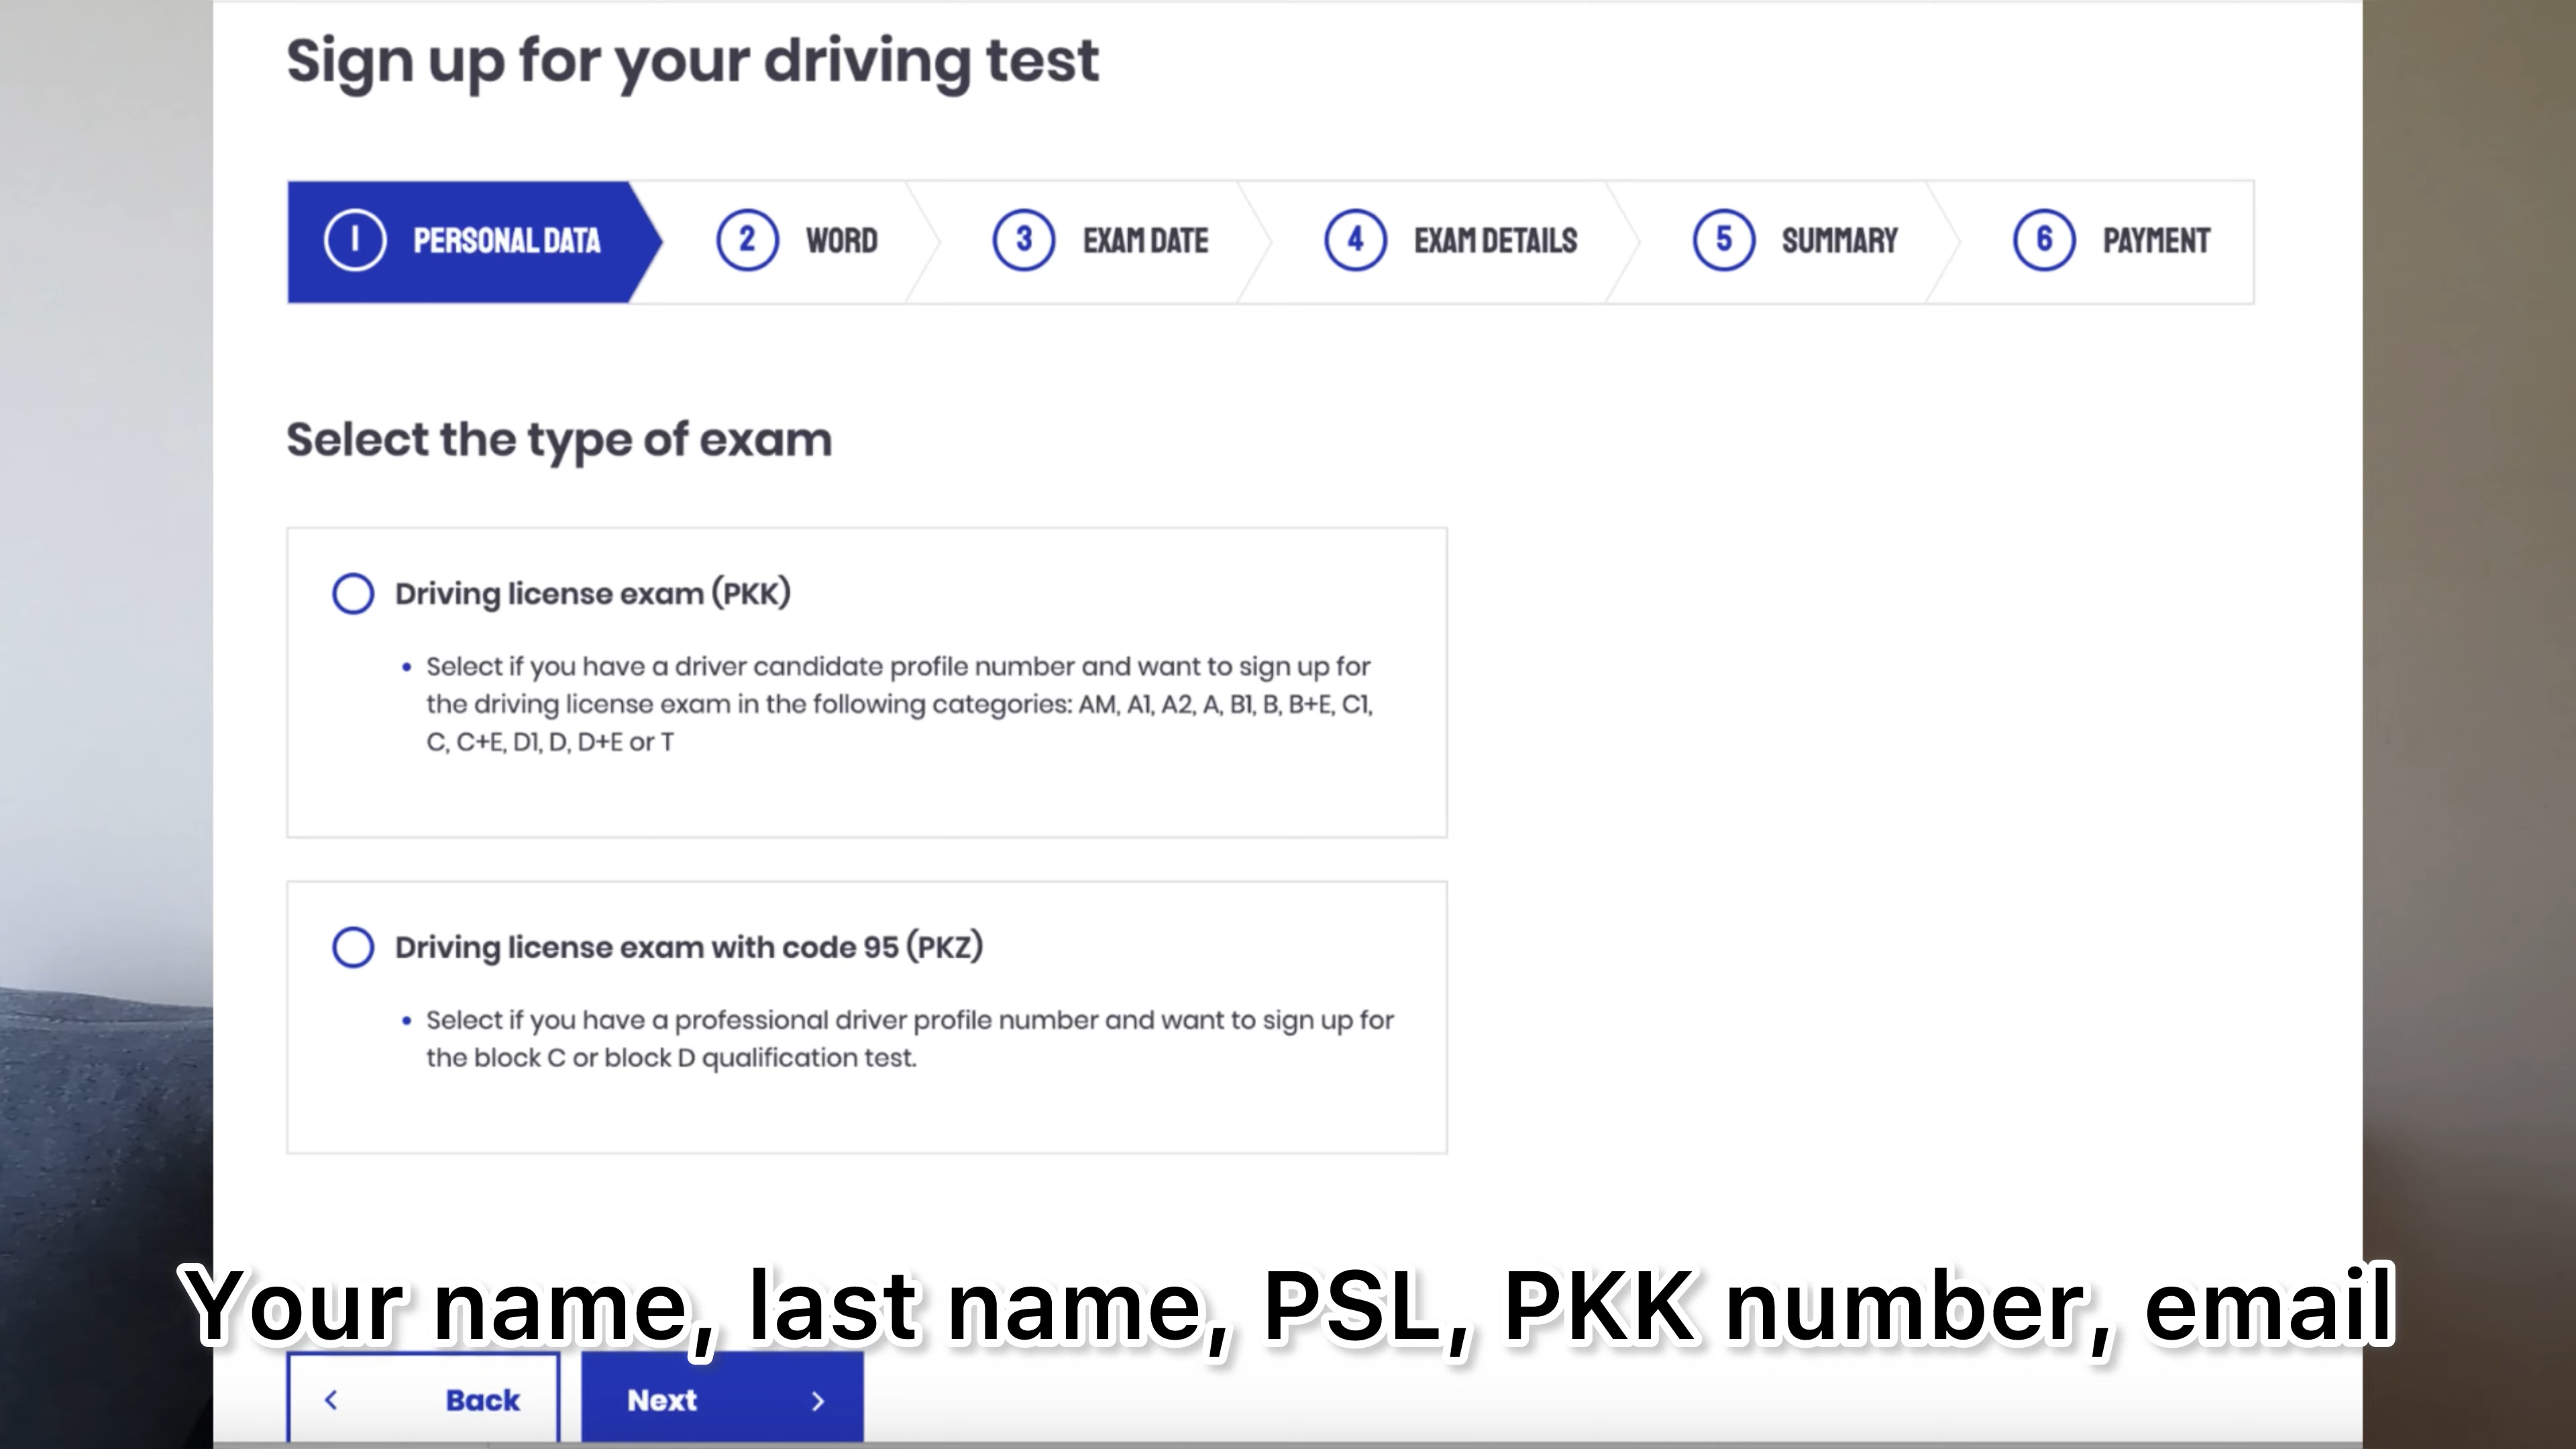 Sign up for your driving test
1 PERSONAL DATA 2 WORD 3 EXAM DATE 4 EXAM DETAILS 5 SUMMARY 6 PAYMENT
Select the type of exam
Driving license exam (PKK)
• Select if you have a driver candidate profile number and want to sign up for
the driving license exam in the following categories: AM, A1, A2, A, B1, B, B+E, C1,
C, C+E, D1, D, D+E or T
Driving license exam with code 95 (PKZ)
• Select if you have a professional driver profile number and want to sign up for
the block C or block D qualification test.
Your name, last name, PSL, PKK number, email
< Back Next >